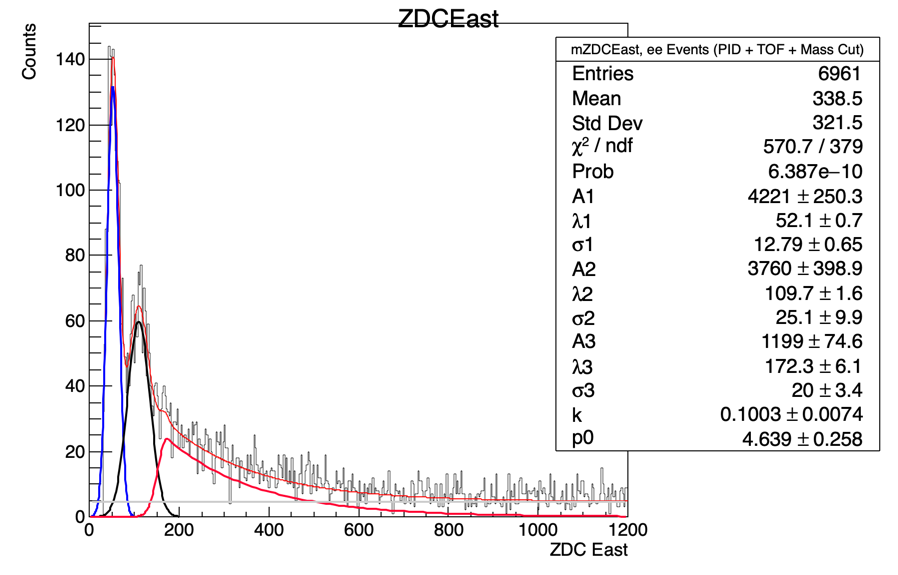 ZDCEast
Counts
mZDCEast, ee Events (PID + TOF + Mass Cut)
Entries 6961
Mean 338.5
Std Dev 321.5
χ² / ndf 570.7 / 379
Prob 6.387e−10
A1 4221 ± 250.3
λ1 52.1 ± 0.7
σ1 12.79 ± 0.65
A2 3760 ± 398.9
λ2 109.7 ± 1.6
σ2 25.1 ± 9.9
A3 1199 ± 74.6
λ3 172.3 ± 6.1
σ3 20 ± 3.4
k 0.1003 ± 0.0074
p0 4.639 ± 0.258
140
120
100
80
60
40
20
0
0 200 400 600 800 1000 1200
ZDC East